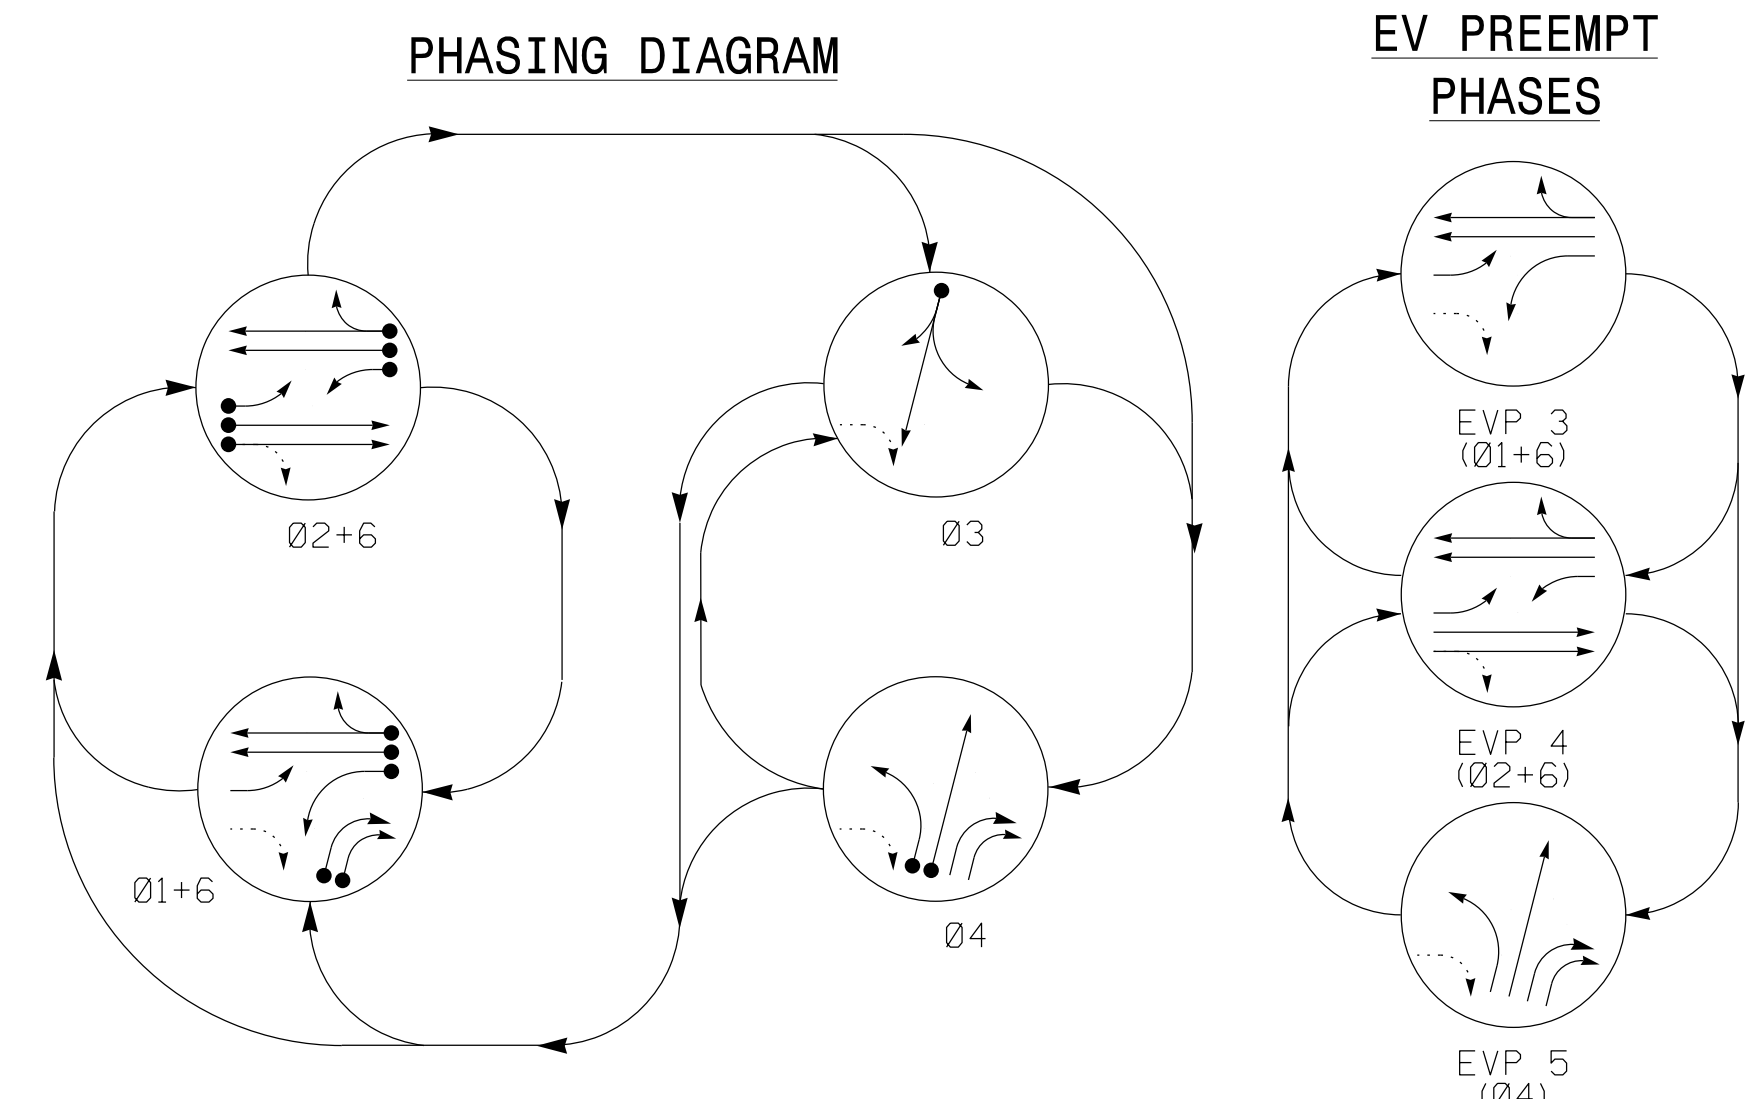 PHASING DIAGRAM
EV PREEMPT
PHASES
Ø2+6
Ø3
Ø1+6
Ø4
EVP 3
(Ø1+6)
EVP 4
(Ø2+6)
EVP 5
(Ø4)